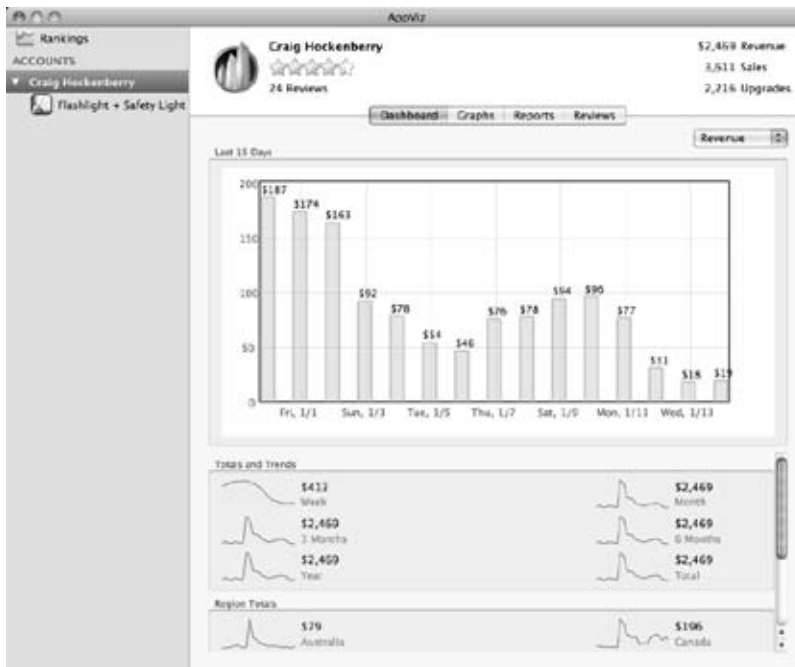 AppViz
Rankings
ACCOUNTS
Craig Hockenberry
Flashlight + Safety Light
Craig Hockenberry
24 Reviews
$2,469 Revenue
3,611 Sales
2,216 Upgrades
Dashboard Graphs Reports Reviews
Revenue
Last 15 Days
200
150
100
50
0
$187
$174
$163
$92
$78
$54
$46
$76
$78
$94
$96
$77
$31
$18
$19
Fri, 1/1
Sun, 1/3
Tue, 1/5
Thu, 1/7
Sat, 1/9
Mon, 1/11
Wed, 1/13
Totals and Trends
$413
Week
$2,469
Month
$2,469
3 Months
$2,469
6 Months
$2,469
Year
$2,469
Total
Region Totals
$79
Australia
$196
Canada